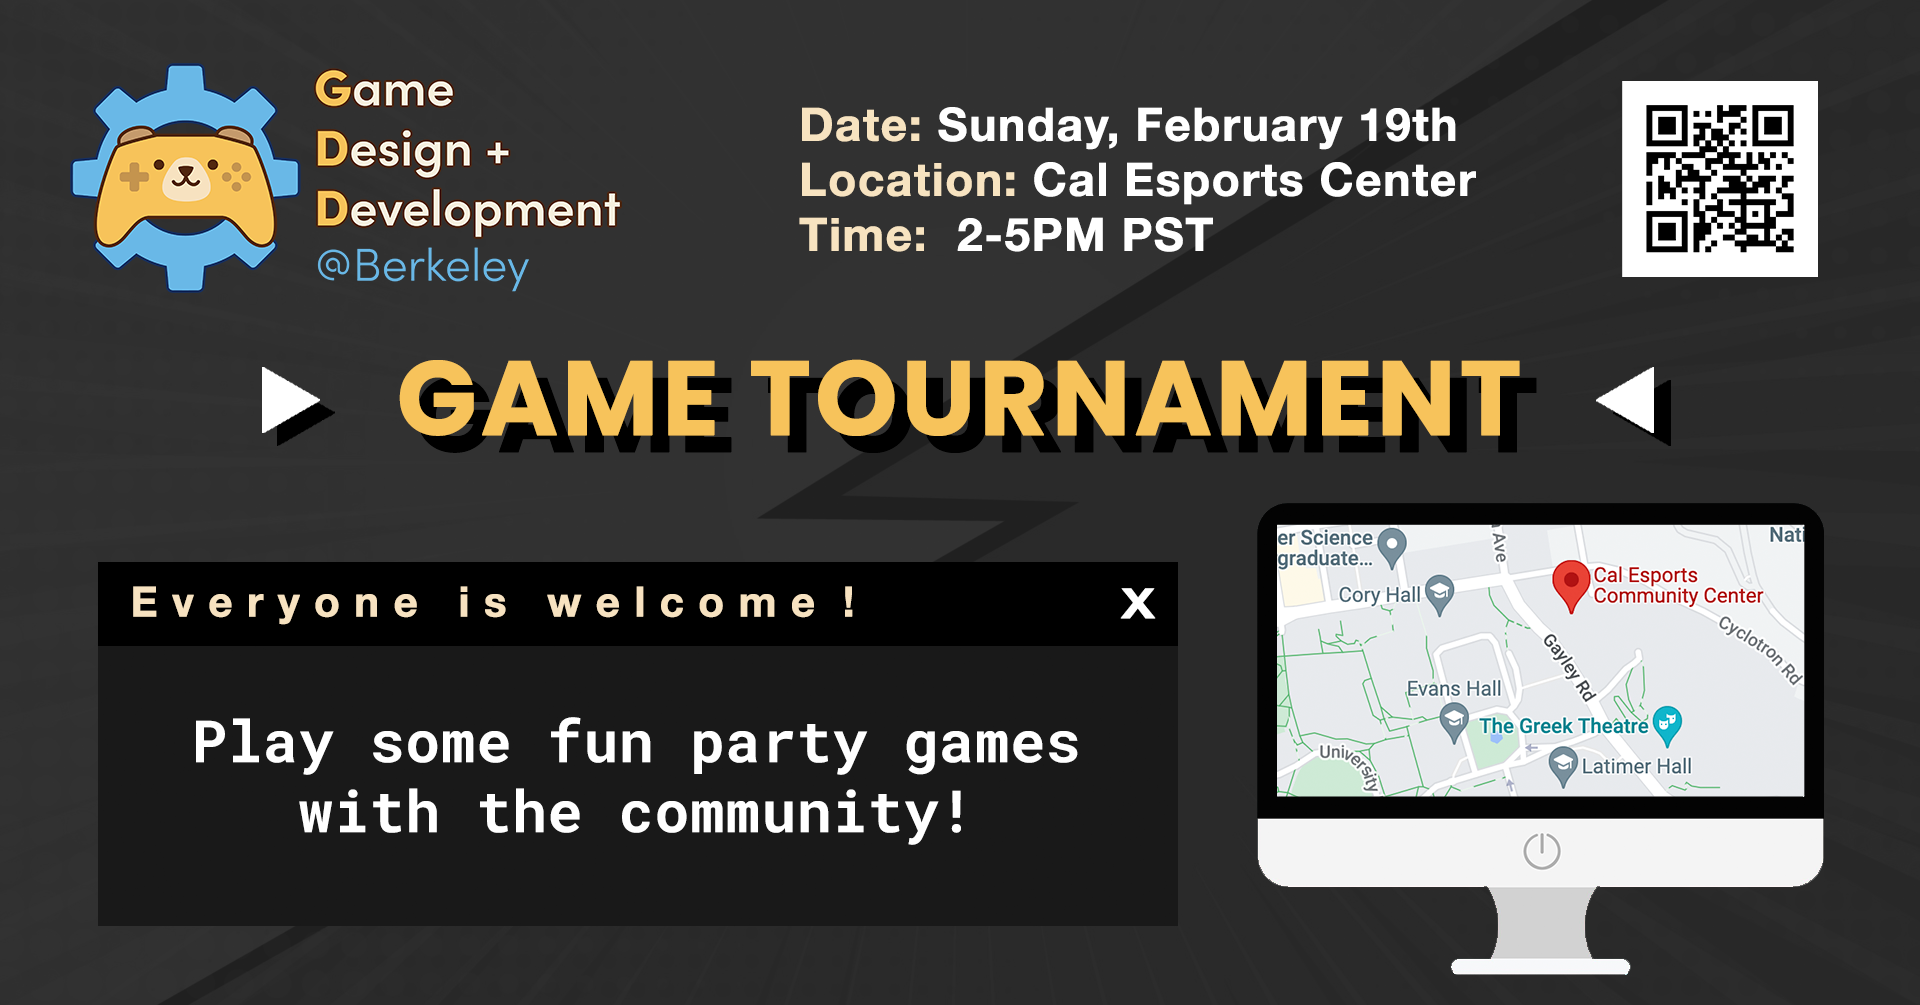 Game
Design +
Development
@Berkeley
Date: Sunday, February 19th
Location: Cal Esports Center
Time: 2-5PM PST
GAME TOURNAMENT
Everyone is welcome!
X
Play some fun party games
with the community!
er Science
graduate...
Ave
Nati
Cal Esports
Community Center
Cory Hall
Cyclotron Rd
Gayley Rd
Evans Hall
The Greek Theatre
University
Latimer Hall